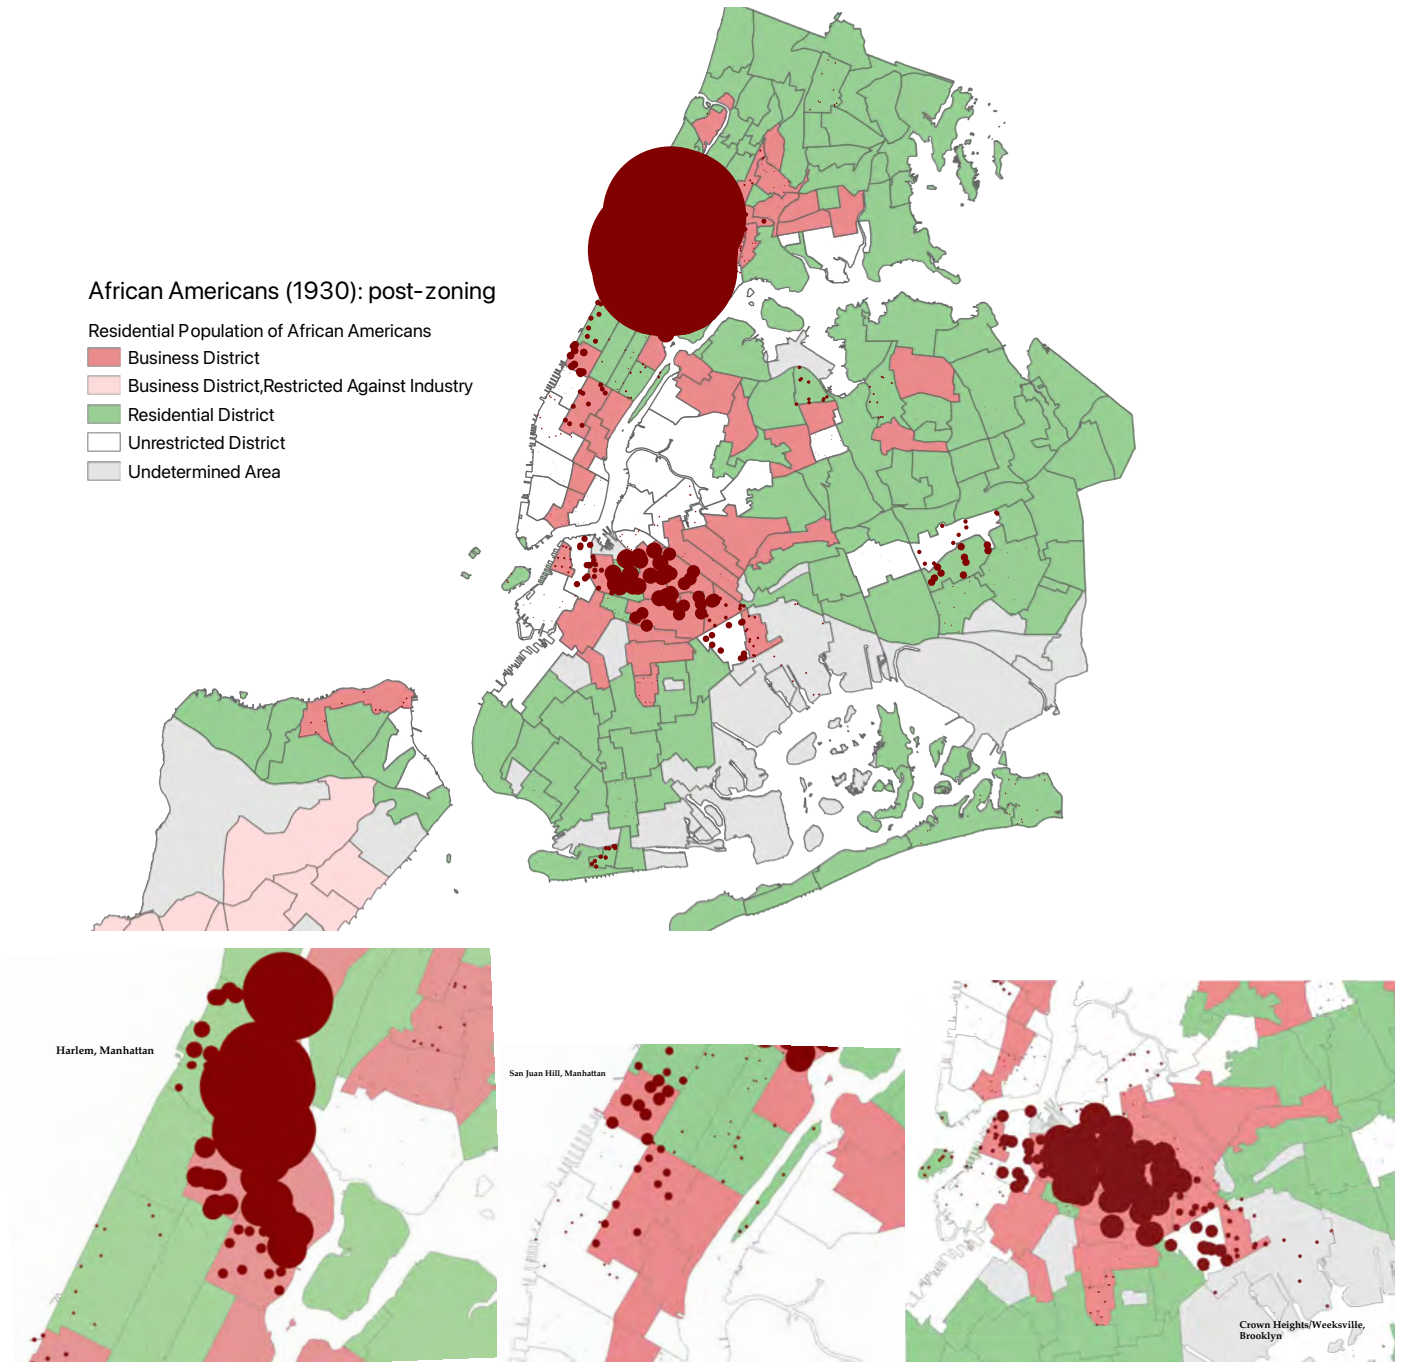 African Americans (1930): post-zoning
Residential Population of African Americans
Business District
Business District,Restricted Against Industry
Residential District
Unrestricted District
Undetermined Area
Harlem, Manhattan
San Juan Hill, Manhattan
Crown Heights/Weeksville,
Brooklyn